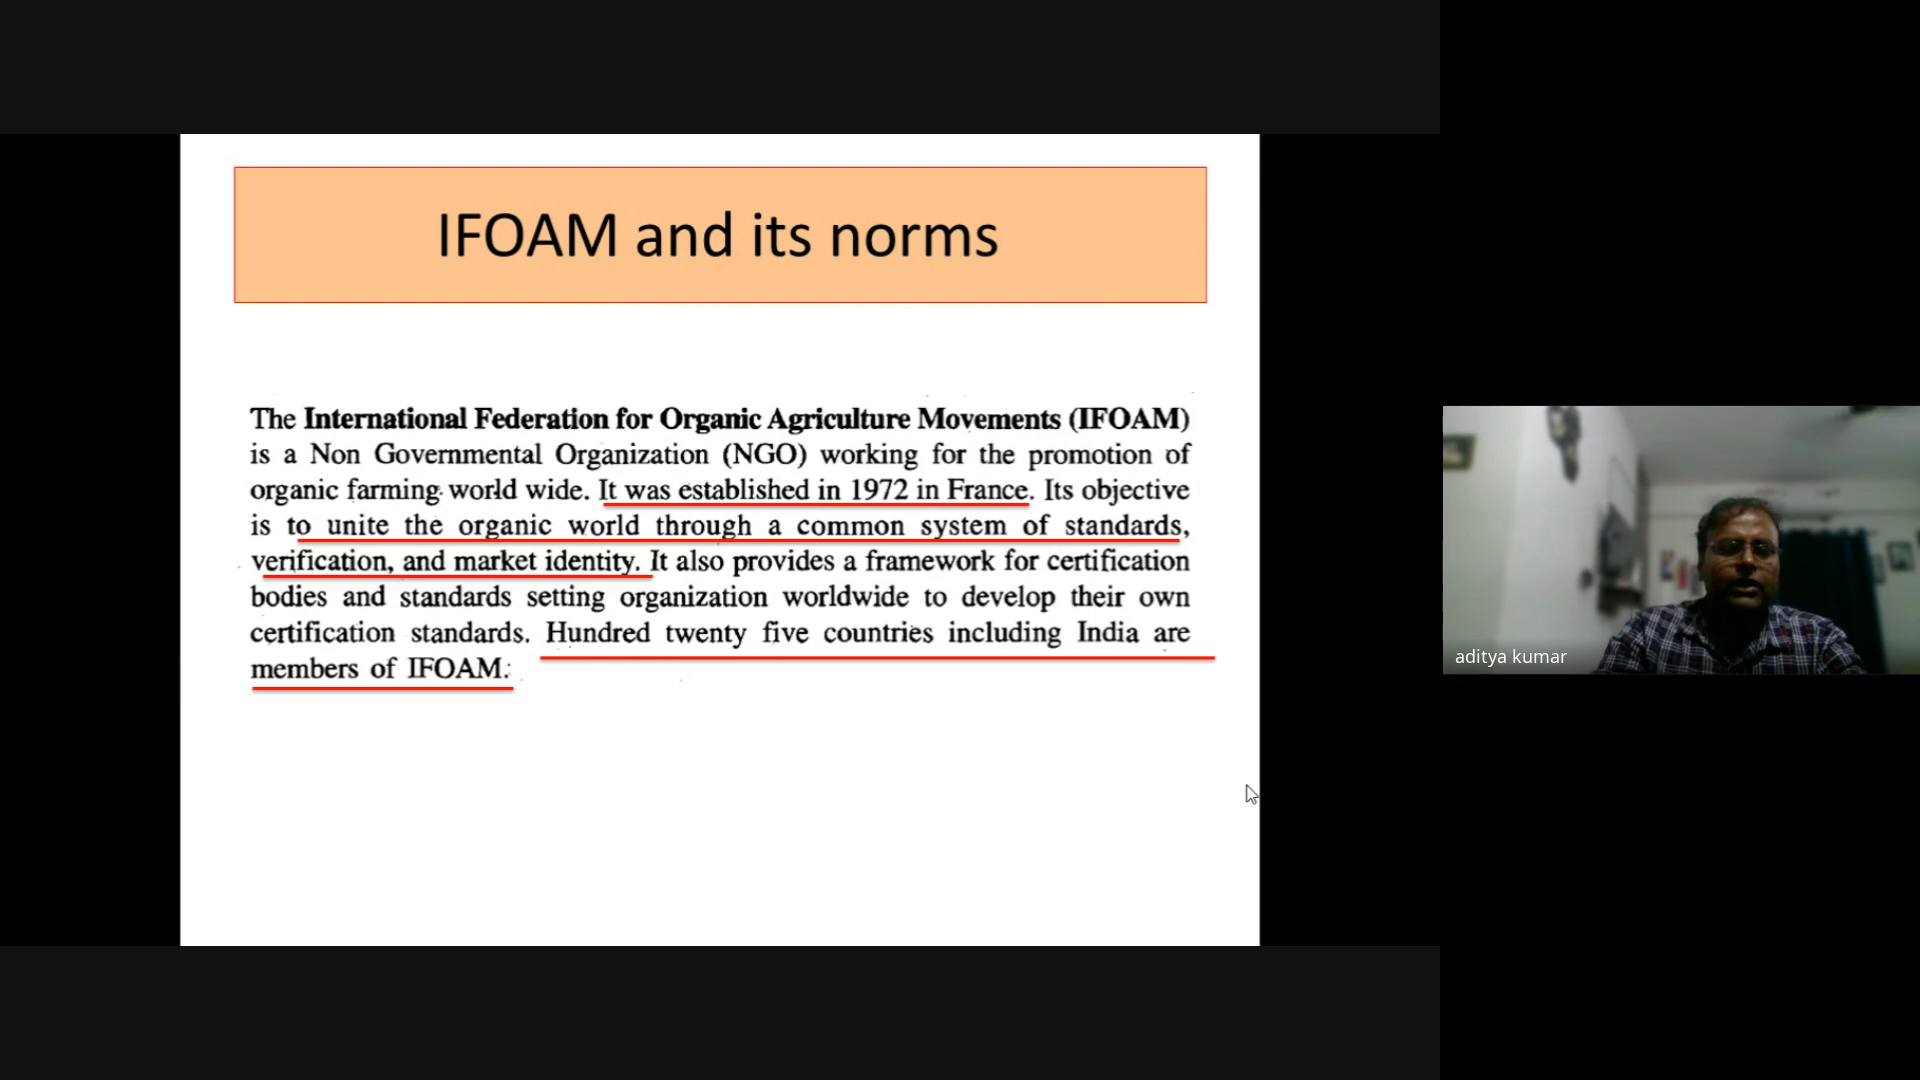 IFOAM and its norms
The International Federation for Organic Agriculture Movements (IFOAM)
is a Non Governmental Organization (NGO) working for the promotion of
organic farming world wide. It was established in 1972 in France. Its objective
is to unite the organic world through a common system of standards,
verification, and market identity. It also provides a framework for certification
bodies and standards setting organization worldwide to develop their own
certification standards. Hundred twenty five countries including India are
members of IFOAM.
aditya kumar